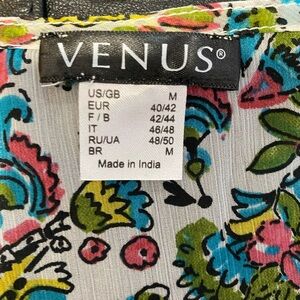 VENUS®
US/GB M
EUR 40/42
F / B 42/44
IT 46/48
RU/UA 48/50
BR M
Made in India